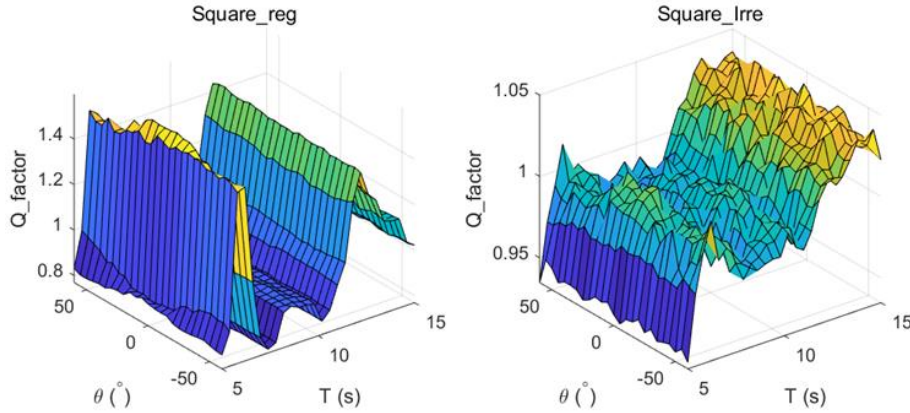 Square_reg
1.4
1.2
1
0.8
Q_factor
50
0
-50
θ (°)
5
10
15
T (s)
Square_Irre
1.05
1
0.95
Q_factor
50
0
-50
θ (°)
5
10
15
T (s)